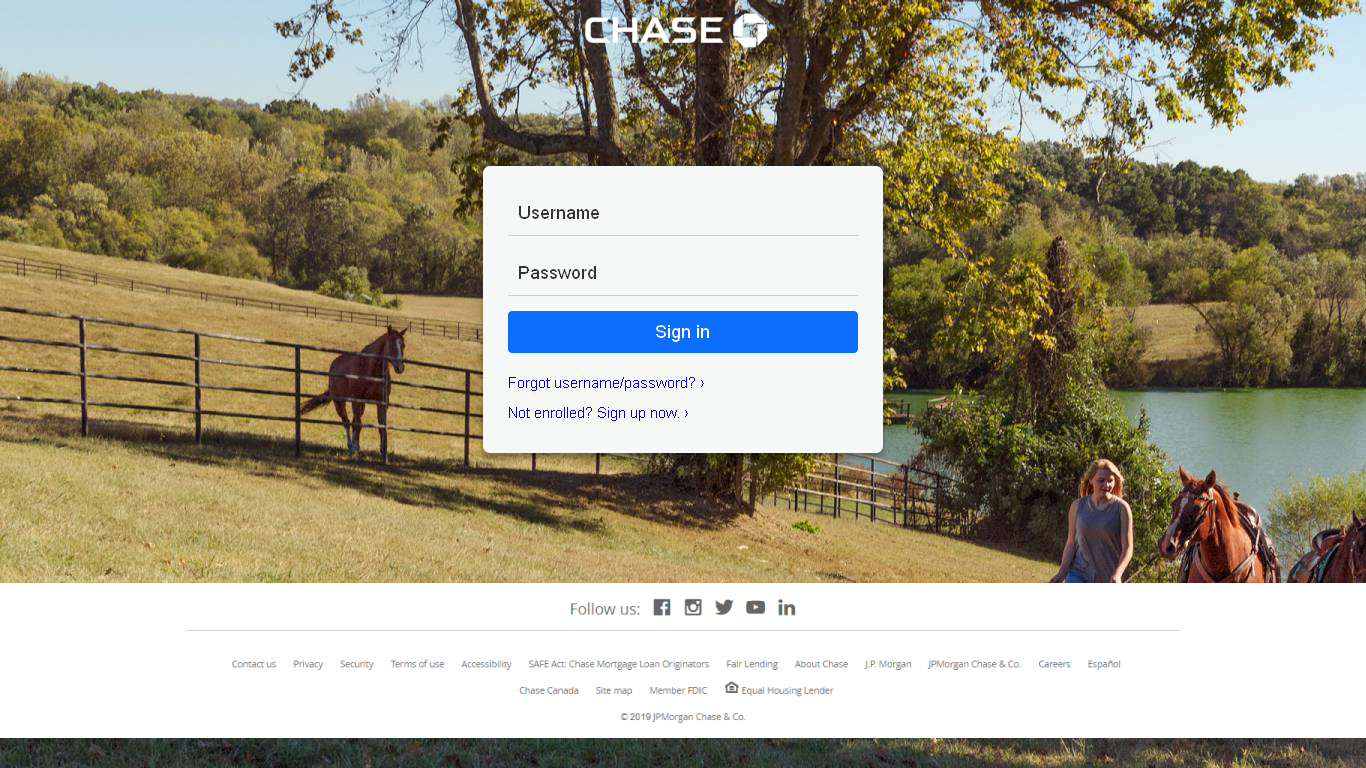 CHASE
Username
Password
Sign in
Forgot username/password? ›
Not enrolled? Sign up now. ›
Follow us:
Contact us Privacy Security Terms of use Accessibility SAFE Act: Chase Mortgage Loan Originators Fair Lending About Chase J.P. Morgan JPMorgan Chase & Co. Careers Español
Chase Canada Site map Member FDIC Equal Housing Lender
© 2019 JPMorgan Chase & Co.